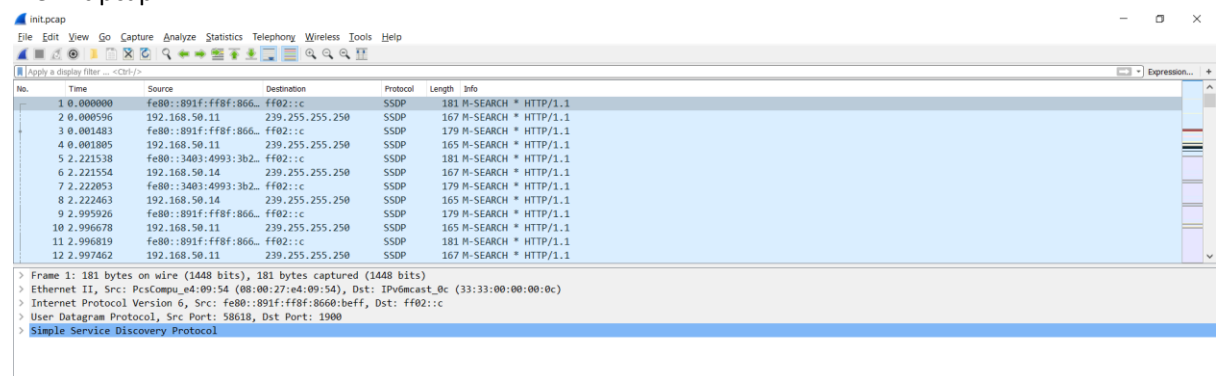 init.pcap
File Edit View Go Capture Analyze Statistics Telephony Wireless Tools Help
Apply a display filter ... <Ctrl-/> Expression... +
No. Time Source Destination Protocol Length Info
1 0.000000 fe80::891f:ff8f:866… ff02::c SSDP 181 M-SEARCH * HTTP/1.1
2 0.000596 192.168.50.11 239.255.255.250 SSDP 167 M-SEARCH * HTTP/1.1
3 0.001483 fe80::891f:ff8f:866… ff02::c SSDP 179 M-SEARCH * HTTP/1.1
4 0.001805 192.168.50.11 239.255.255.250 SSDP 165 M-SEARCH * HTTP/1.1
5 2.221538 fe80::3403:4993:3b2… ff02::c SSDP 181 M-SEARCH * HTTP/1.1
6 2.221554 192.168.50.14 239.255.255.250 SSDP 167 M-SEARCH * HTTP/1.1
7 2.222053 fe80::3403:4993:3b2… ff02::c SSDP 179 M-SEARCH * HTTP/1.1
8 2.222463 192.168.50.14 239.255.255.250 SSDP 165 M-SEARCH * HTTP/1.1
9 2.995926 fe80::891f:ff8f:866… ff02::c SSDP 179 M-SEARCH * HTTP/1.1
10 2.996678 192.168.50.11 239.255.255.250 SSDP 165 M-SEARCH * HTTP/1.1
11 2.996819 fe80::891f:ff8f:866… ff02::c SSDP 181 M-SEARCH * HTTP/1.1
12 2.997462 192.168.50.11 239.255.255.250 SSDP 167 M-SEARCH * HTTP/1.1
> Frame 1: 181 bytes on wire (1448 bits), 181 bytes captured (1448 bits)
> Ethernet II, Src: PcsCompu_e4:09:54 (08:00:27:e4:09:54), Dst: IPv6mcast_0c (33:33:00:00:00:0c)
> Internet Protocol Version 6, Src: fe80::891f:ff8f:8660:beff, Dst: ff02::c
> User Datagram Protocol, Src Port: 58618, Dst Port: 1900
> Simple Service Discovery Protocol